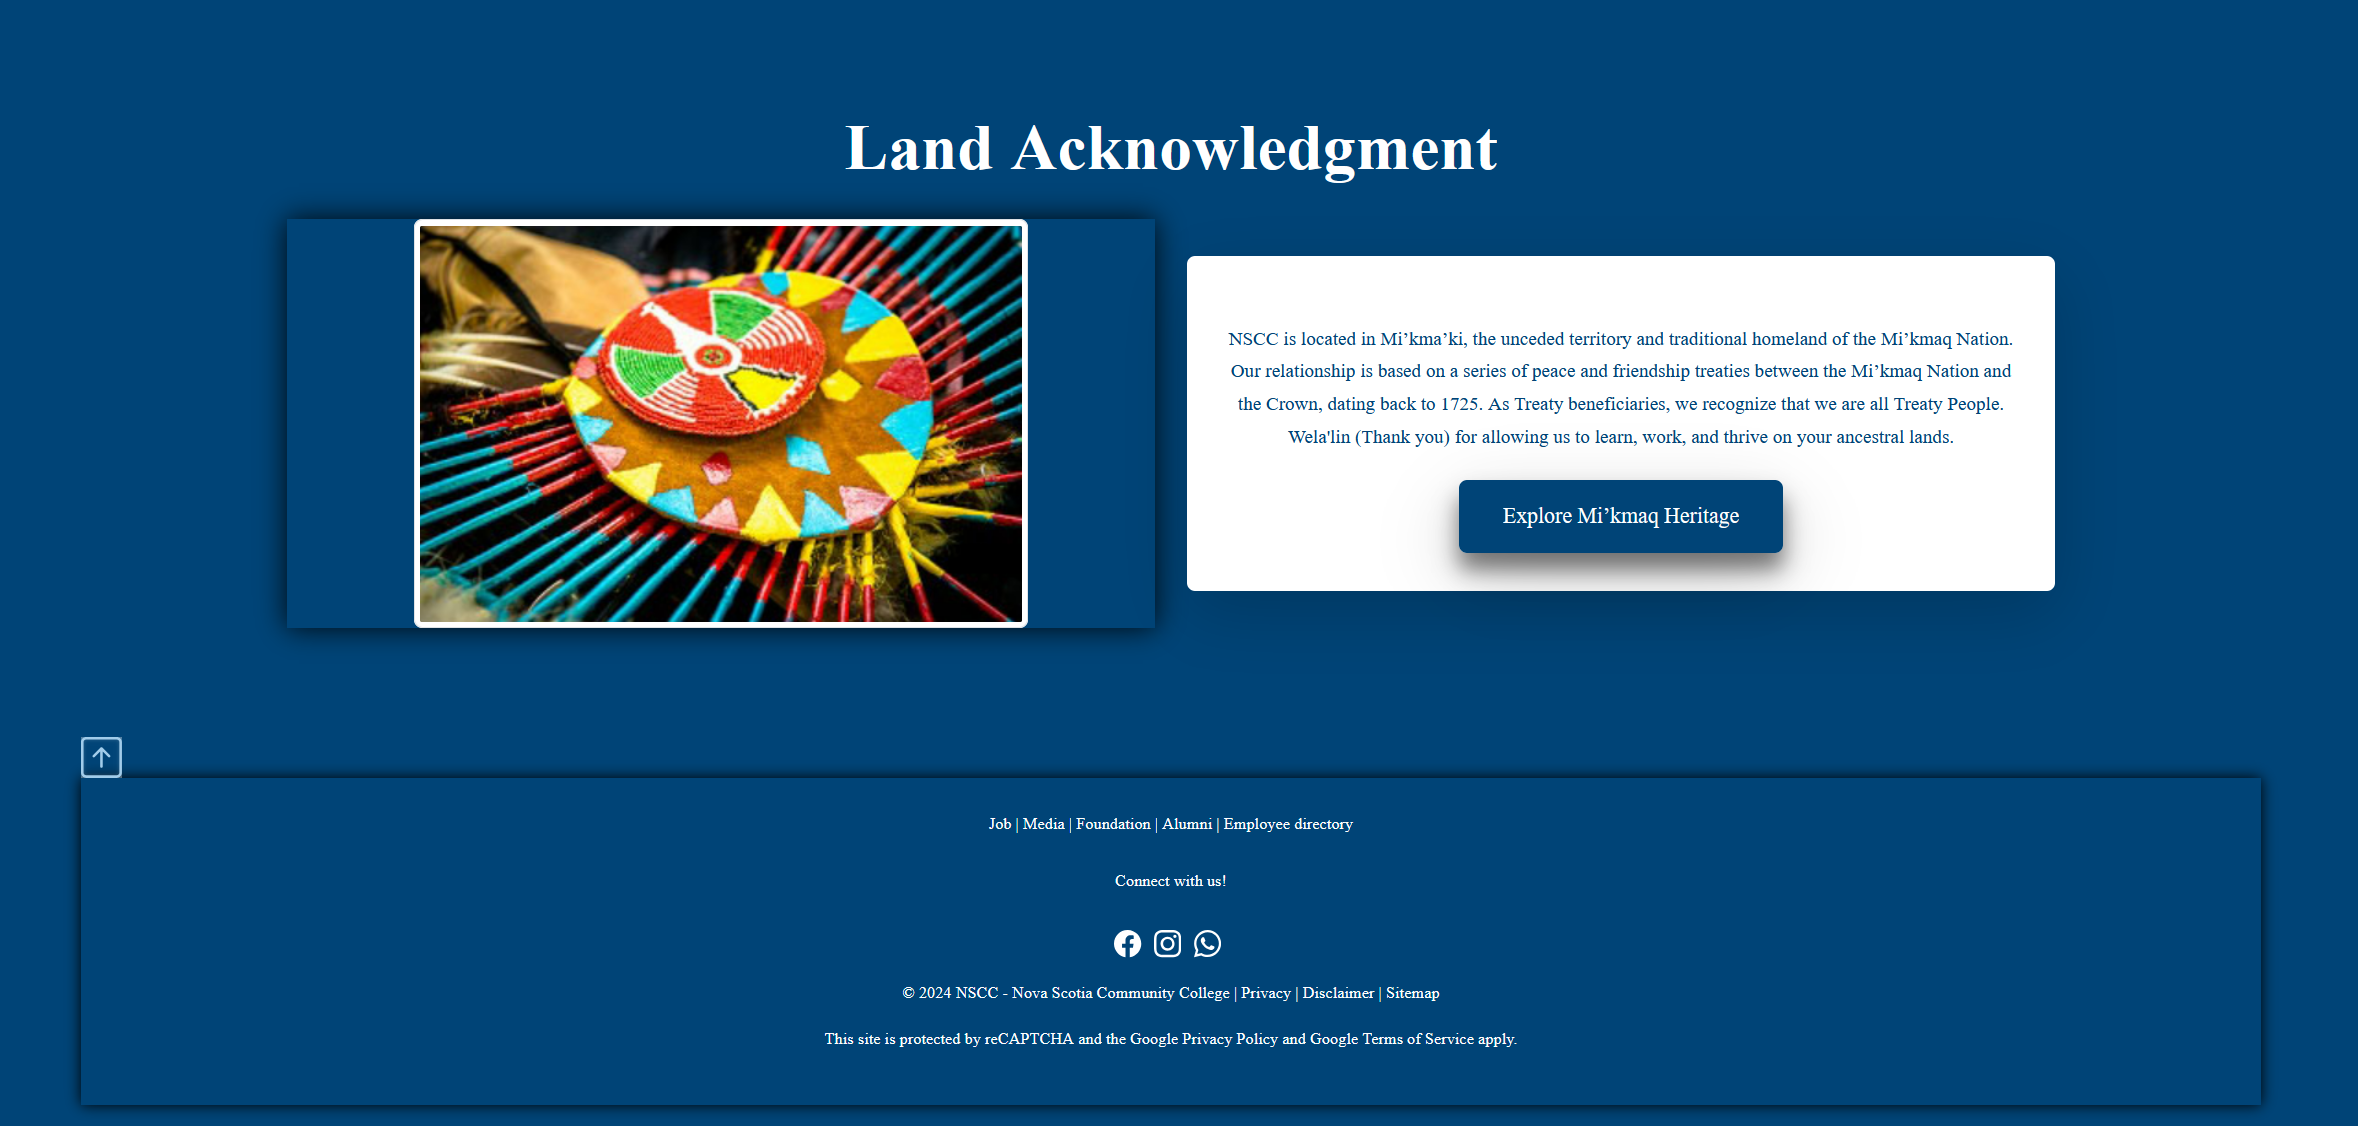 Land Acknowledgment
NSCC is located in Mi’kma’ki, the unceded territory and traditional homeland of the Mi’kmaq Nation.
Our relationship is based on a series of peace and friendship treaties between the Mi’kmaq Nation and
the Crown, dating back to 1725. As Treaty beneficiaries, we recognize that we are all Treaty People.
Wela'lin (Thank you) for allowing us to learn, work, and thrive on your ancestral lands.
Explore Mi’kmaq Heritage
Job | Media | Foundation | Alumni | Employee directory
Connect with us!
© 2024 NSCC - Nova Scotia Community College | Privacy | Disclaimer | Sitemap
This site is protected by reCAPTCHA and the Google Privacy Policy and Google Terms of Service apply.